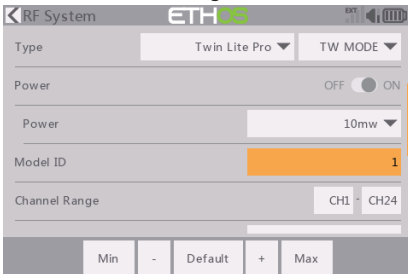 RF System ETHOS EXT
Type Twin Lite Pro TW MODE
Power OFF ON
Power 10mw
Model ID 1
Channel Range CH1 - CH24
Min - Default + Max